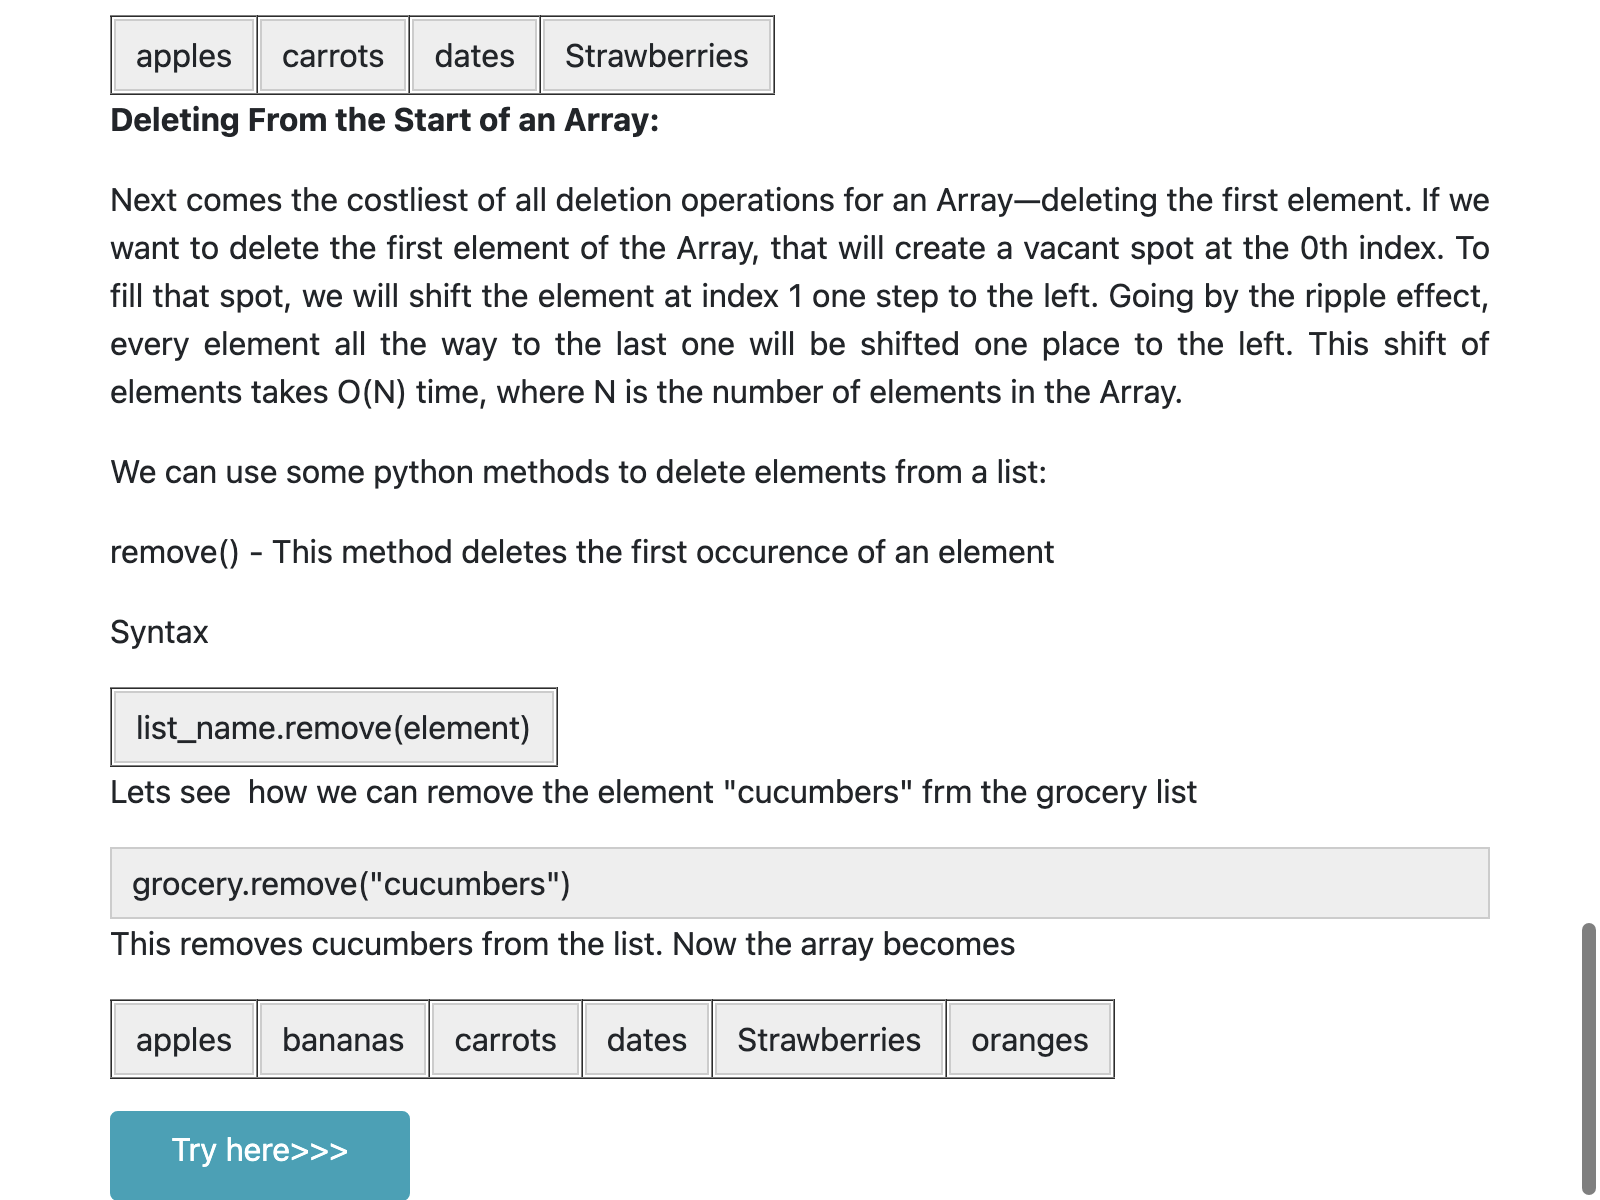 apples carrots dates Strawberries
Deleting From the Start of an Array:
Next comes the costliest of all deletion operations for an Array—deleting the first element. If we
want to delete the first element of the Array, that will create a vacant spot at the 0th index. To
fill that spot, we will shift the element at index 1 one step to the left. Going by the ripple effect,
every element all the way to the last one will be shifted one place to the left. This shift of
elements takes O(N) time, where N is the number of elements in the Array.
We can use some python methods to delete elements from a list:
remove() - This method deletes the first occurence of an element
Syntax
list_name.remove(element)
Lets see  how we can remove the element "cucumbers" frm the grocery list
grocery.remove("cucumbers")
This removes cucumbers from the list. Now the array becomes
apples bananas carrots dates Strawberries oranges
Try here>>>